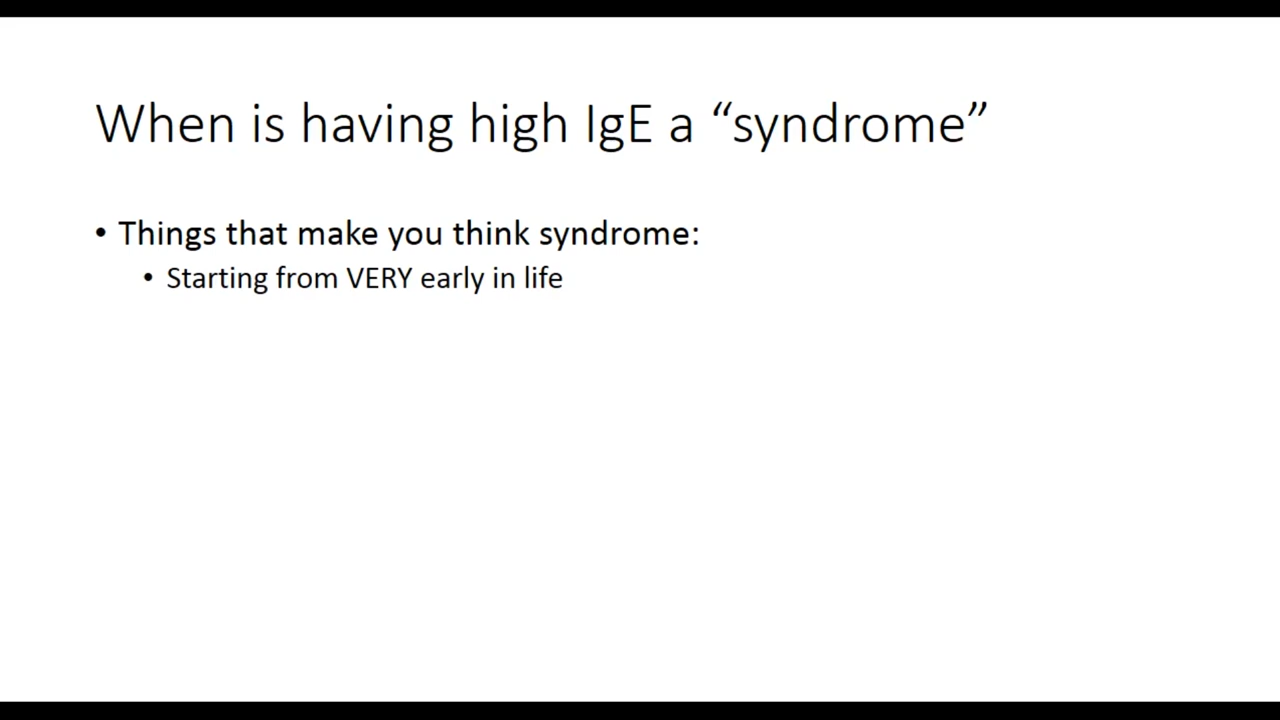 When is having high IgE a “syndrome”
• Things that make you think syndrome:
• Starting from VERY early in life